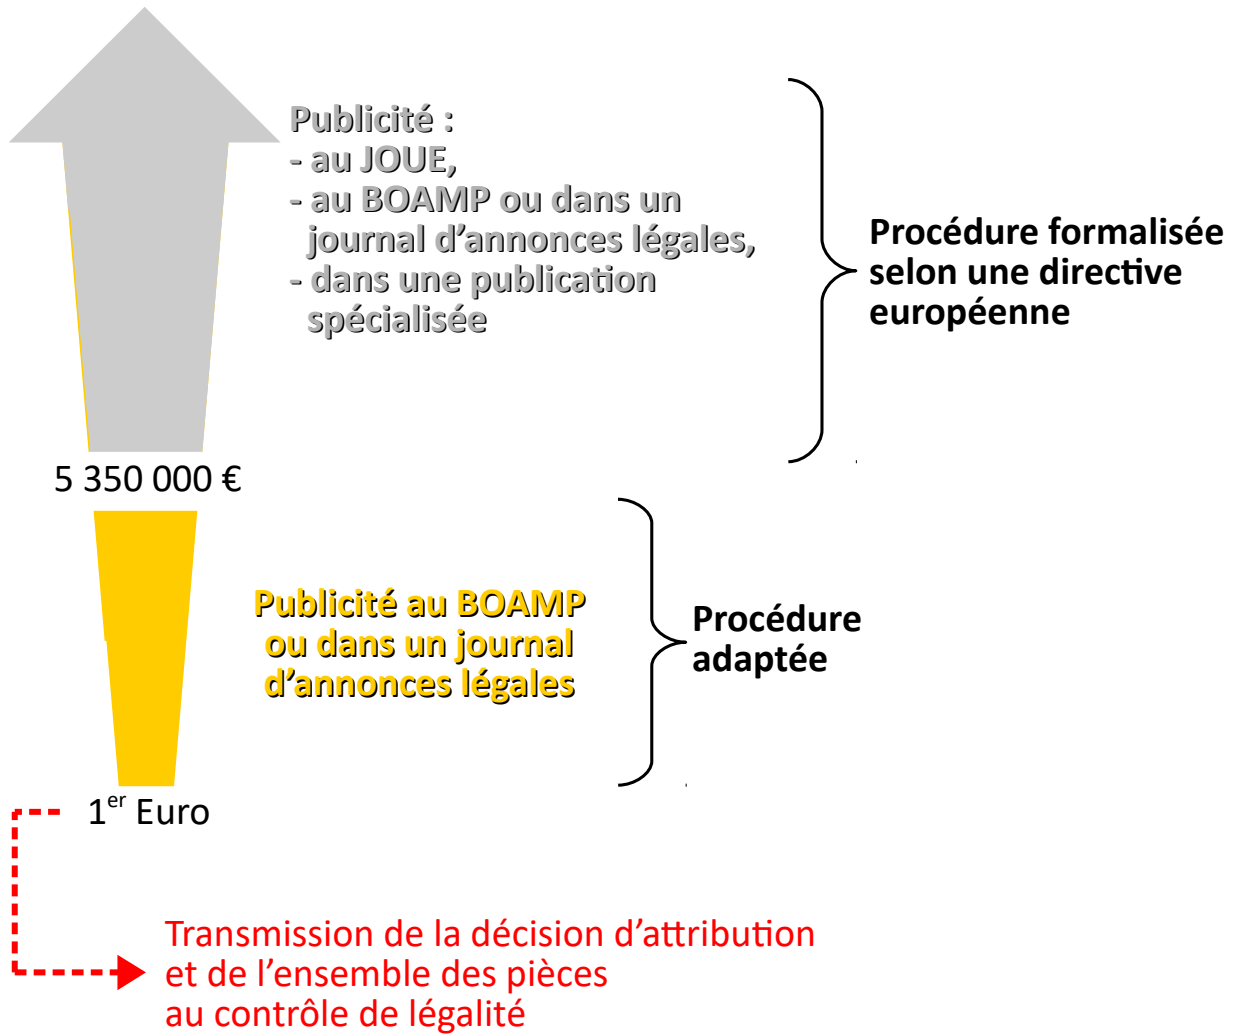 Publicité :
- au JOUE,
- au BOAMP ou dans un
journal d’annonces légales,
- dans une publication
spécialisée
Procédure formalisée
selon une directive
européenne
5 350 000 €
Publicité au BOAMP
ou dans un journal
d’annonces légales
Procédure
adaptée
1er Euro
Transmission de la décision d’attribution
et de l’ensemble des pièces
au contrôle de légalité